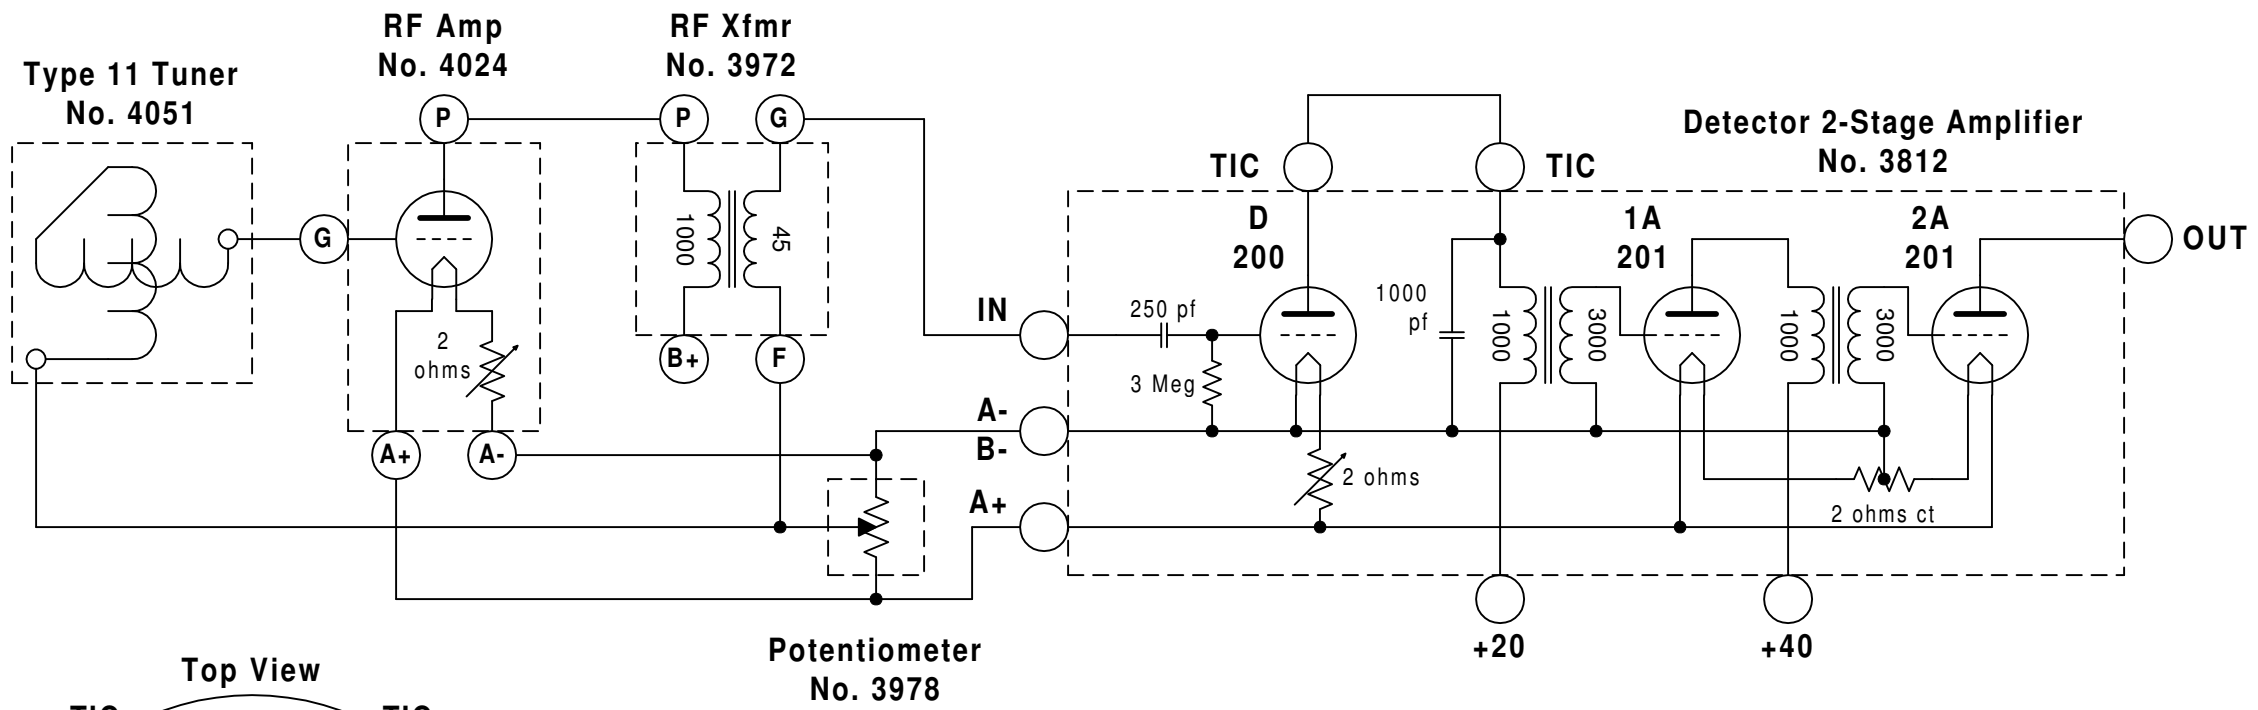 RF Amp
No. 4024
RF Xfmr
No. 3972
Type 11 Tuner
No. 4051
P
P
G
G
2
ohms
A+
A-
1000
45
B+
F
Detector 2-Stage Amplifier
No. 3812
TIC
TIC
D
200
1A
201
2A
201
OUT
IN
250 pf
1000
pf
3 Meg
1000
3000
1000
3000
A-
B-
2 ohms
A+
2 ohms ct
+20
+40
Potentiometer
No. 3978
Top View
TIC
TIC